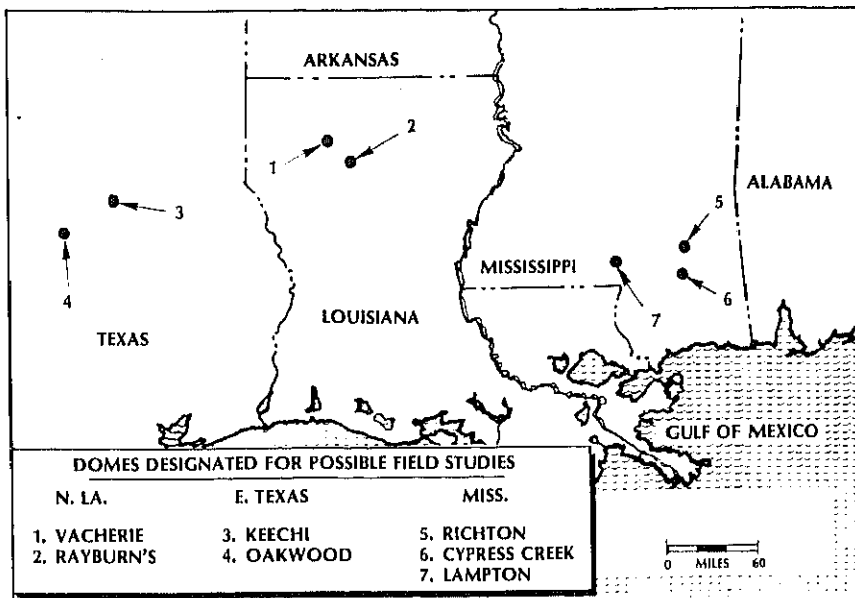 ARKANSAS
1
2
3
4
ALABAMA
5
MISSISSIPPI
6
7
LOUISIANA
TEXAS
GULF OF MEXICO
DOMES DESIGNATED FOR POSSIBLE FIELD STUDIES
N. LA.
1. VACHERIE
2. RAYBURN'S
E. TEXAS
3. KEECHI
4. OAKWOOD
MISS.
5. RICHTON
6. CYPRESS CREEK
7. LAMPTON
0 MILES 60